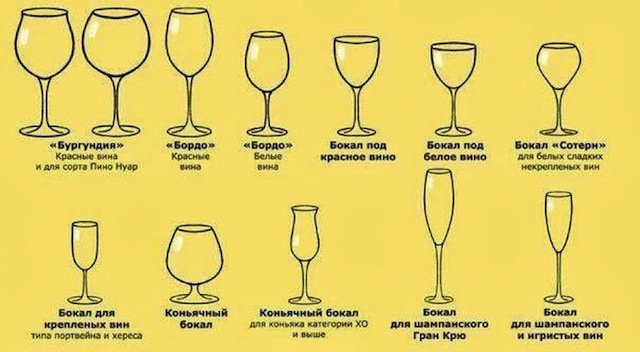 «Бургундия»
Красные вина
и для сорта Пино Нуар
«Бордо»
Красные
вина
«Бордо»
Белые
вина
Бокал под
красное вино
Бокал под
белое вино
Бокал «Сотерн»
для белых сладких
некрепленых вин
Бокал для
крепленых вин
типа портвейна и хереса
Коньячный
бокал
Коньячный бокал
для коньяка категории ХО
и выше
Бокал
для шампанского
Гран Крю
Бокал
для шампанского
и игристых вин